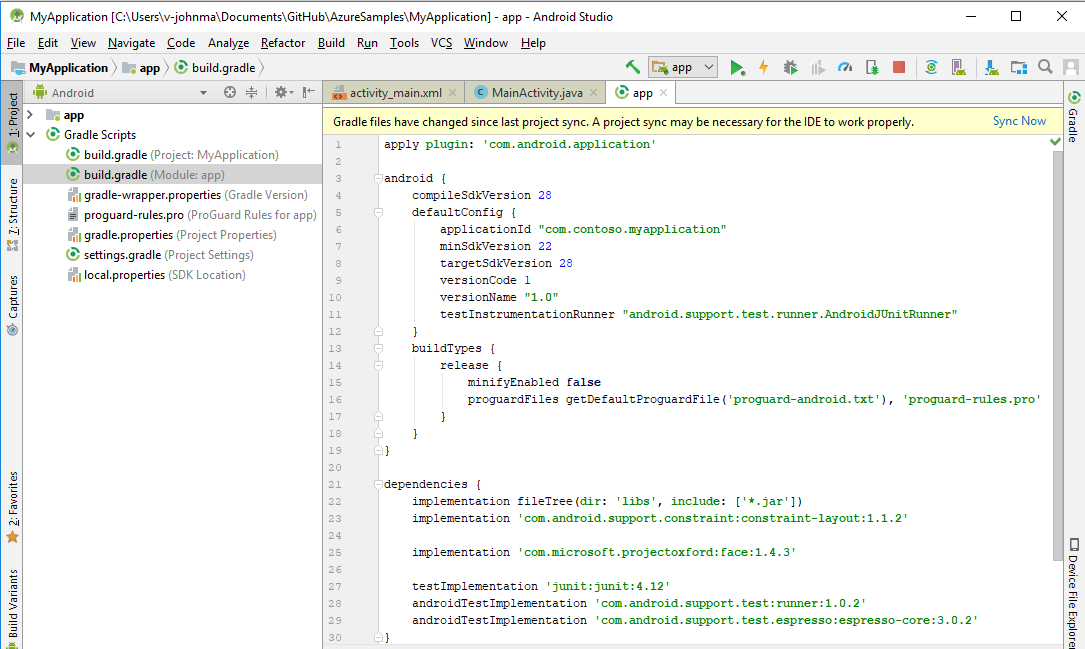 MyApplication [C:\Users\v-johnma\Documents\GitHub\AzureSamples\MyApplication] - app - Android Studio
File Edit View Navigate Code Analyze Refactor Build Run Tools VCS Window Help
MyApplication app build.gradle app
Android
activity_main.xml MainActivity.java app
1: Project
7: Structure
Captures
2: Favorites
Build Variants
app
Gradle Scripts
build.gradle (Project: MyApplication)
build.gradle (Module: app)
gradle-wrapper.properties (Gradle Version)
proguard-rules.pro (ProGuard Rules for app)
gradle.properties (Project Properties)
settings.gradle (Project Settings)
local.properties (SDK Location)
Gradle files have changed since last project sync. A project sync may be necessary for the IDE to work properly. Sync Now
1 apply plugin: 'com.android.application'
2
3 android {
4 compileSdkVersion 28
5 defaultConfig {
6 applicationId "com.contoso.myapplication"
7 minSdkVersion 22
8 targetSdkVersion 28
9 versionCode 1
10 versionName "1.0"
11 testInstrumentationRunner "android.support.test.runner.AndroidJUnitRunner"
12 }
13 buildTypes {
14 release {
15 minifyEnabled false
16 proguardFiles getDefaultProguardFile('proguard-android.txt'), 'proguard-rules.pro'
17 }
18 }
19 }
20
21 dependencies {
22 implementation fileTree(dir: 'libs', include: ['*.jar'])
23 implementation 'com.android.support.constraint:constraint-layout:1.1.2'
24
25 implementation 'com.microsoft.projectoxford:face:1.4.3'
26
27 testImplementation 'junit:junit:4.12'
28 androidTestImplementation 'com.android.support.test:runner:1.0.2'
29 androidTestImplementation 'com.android.support.test.espresso:espresso-core:3.0.2'
30 }
Gradle
Device File Explorer